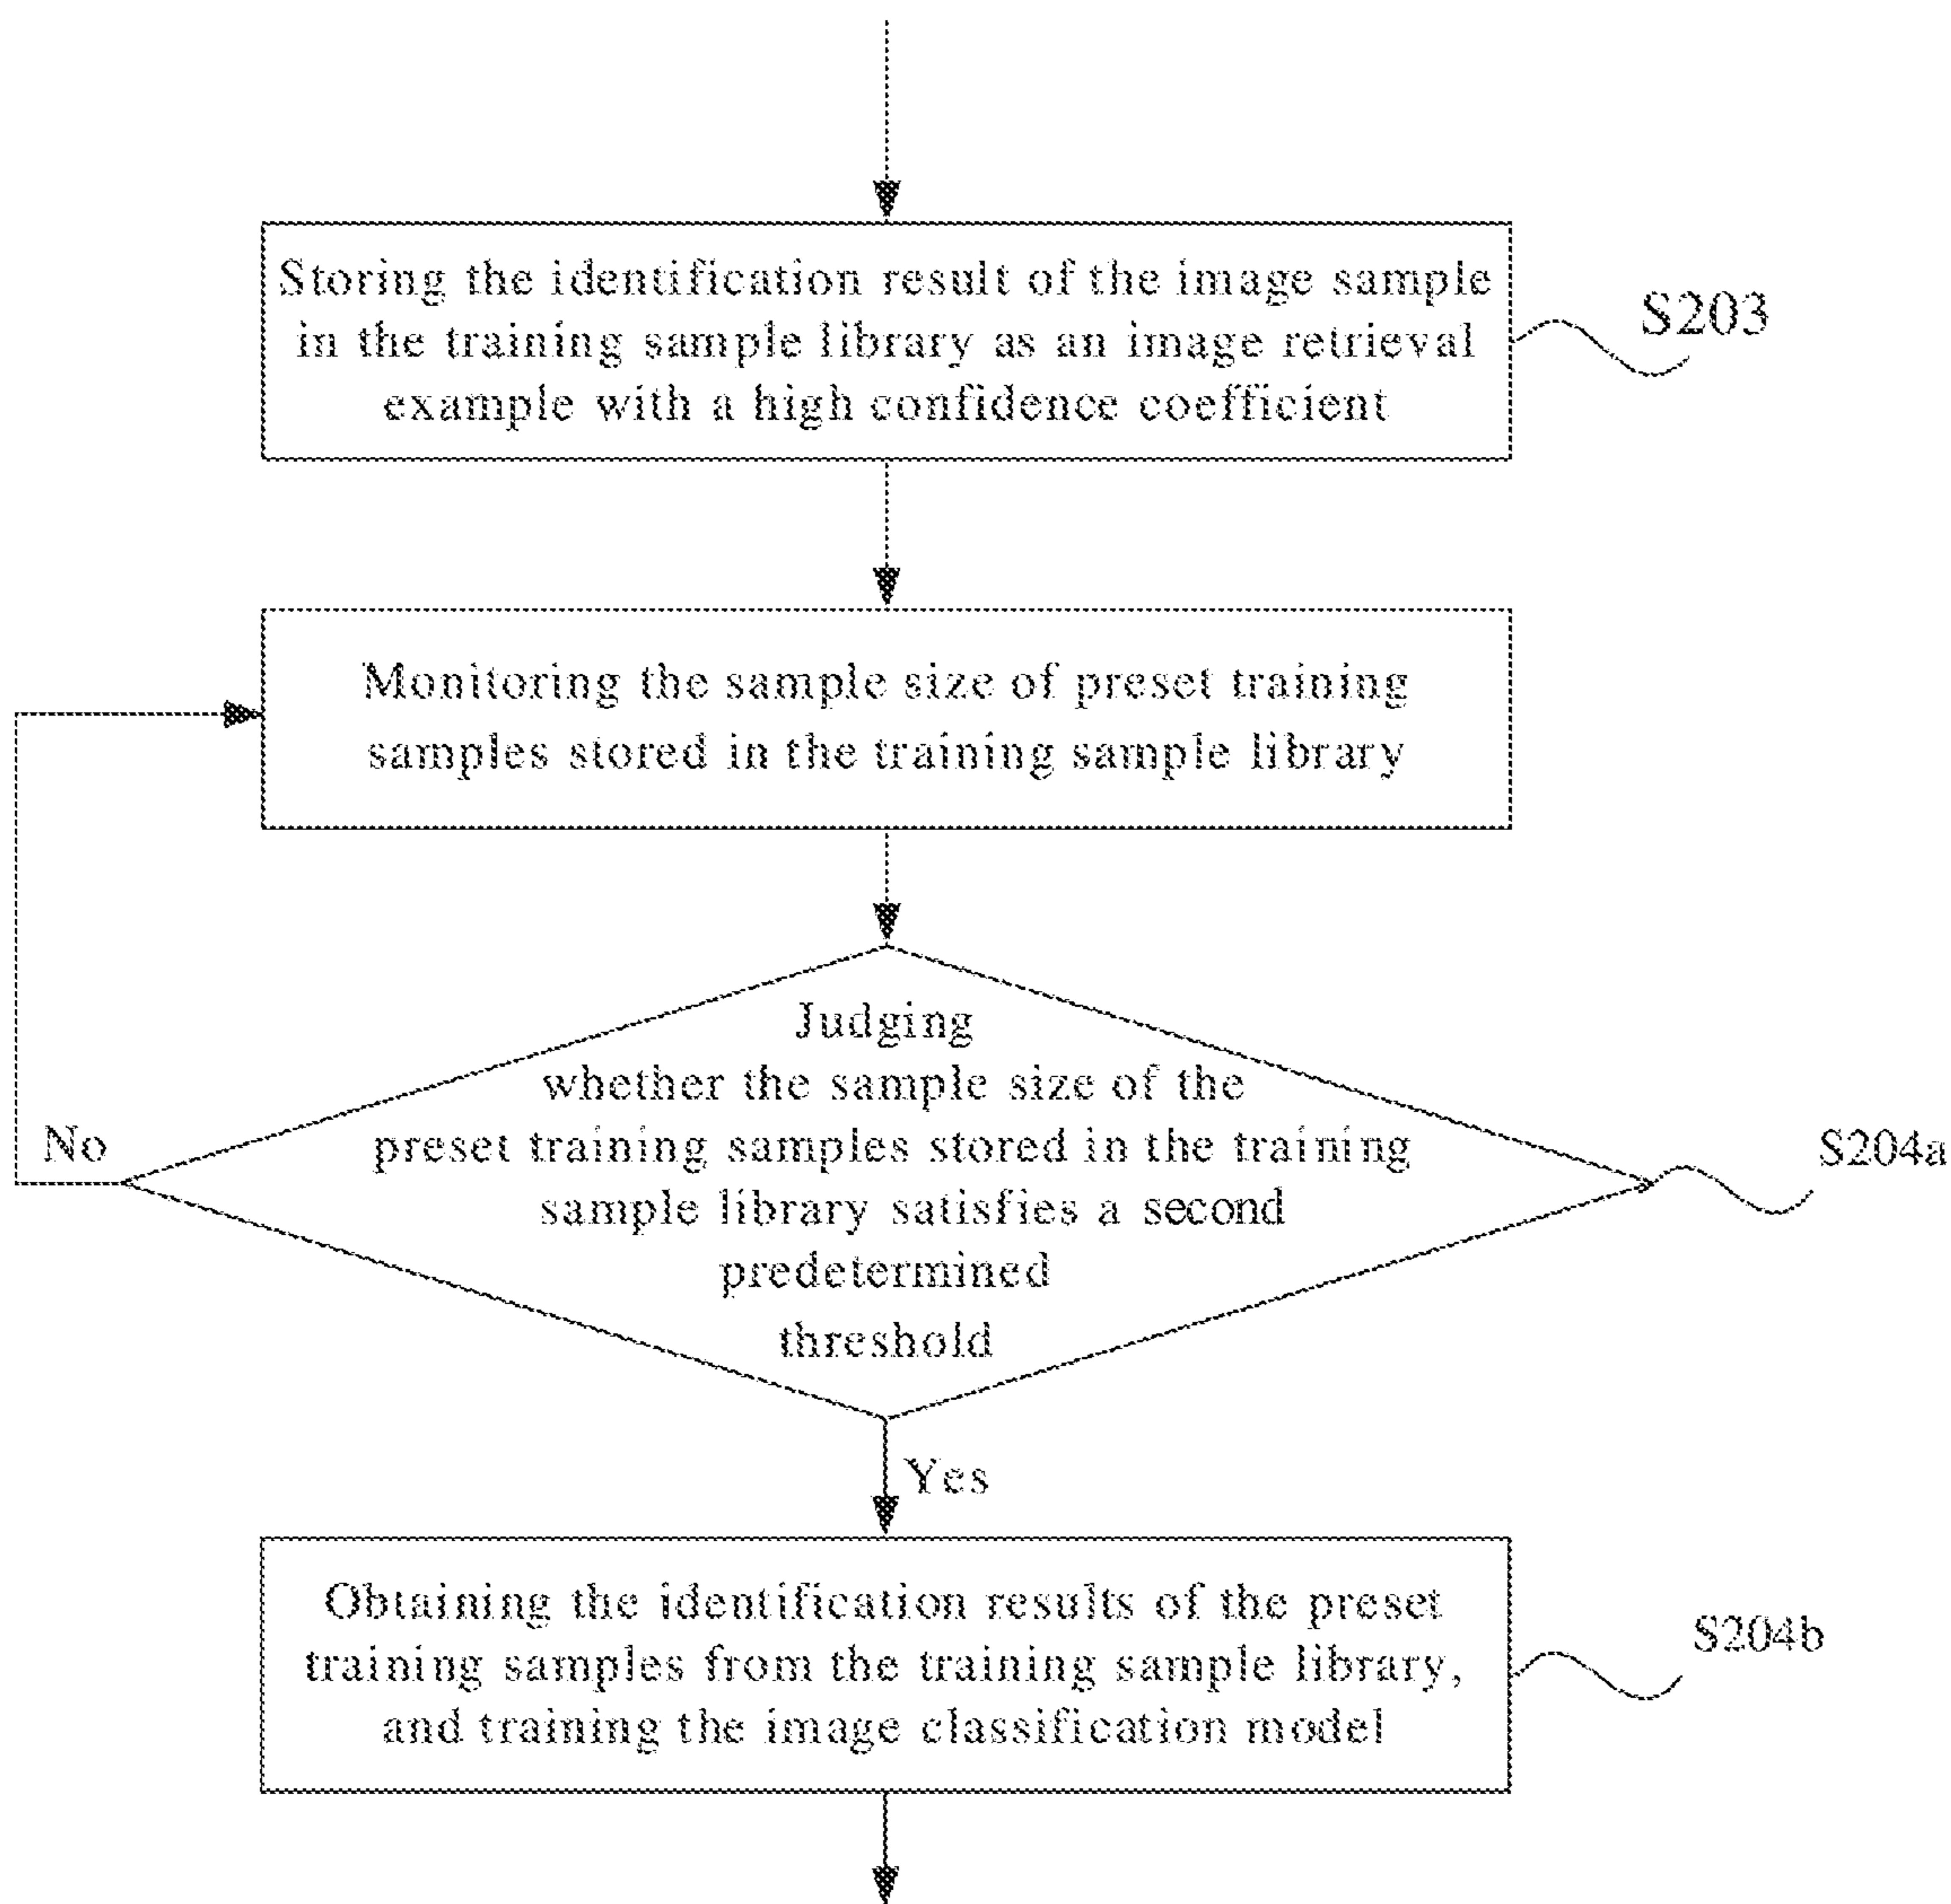 Storing the identification result of the image sample
in the training sample library as an image retrieval
example with a high confidence coefficient
S203
Monitoring the sample size of preset training
samples stored in the training sample library
Judging
whether the sample size of the
preset training samples stored in the training
sample library satisfies a second
predetermined
threshold
No
S204a
Yes
Obtaining the identification results of the preset
training samples from the training sample library,
and training the image classification model
S204b